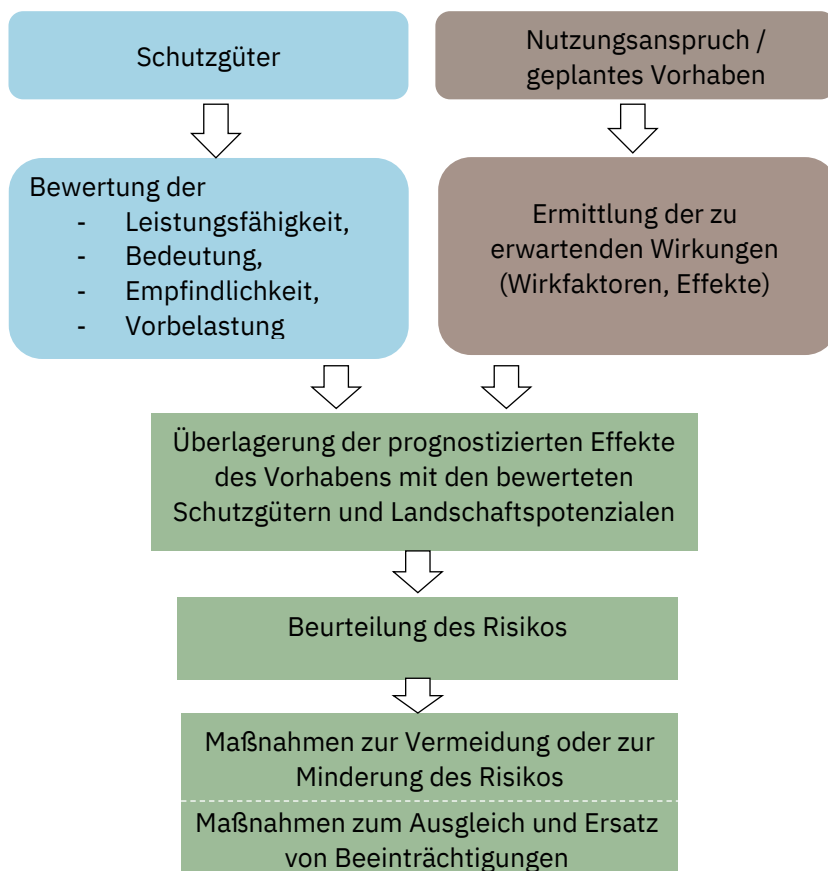 Schutzgüter
Nutzungsanspruch /
geplantes Vorhaben
Bewertung der
- Leistungsfähigkeit,
- Bedeutung,
- Empfindlichkeit,
- Vorbelastung
Ermittlung der zu
erwartenden Wirkungen
(Wirkfaktoren, Effekte)
Überlagerung der prognostizierten Effekte
des Vorhabens mit den bewerteten
Schutzgütern und Landschaftspotenzialen
Beurteilung des Risikos
Maßnahmen zur Vermeidung oder zur
Minderung des Risikos
Maßnahmen zum Ausgleich und Ersatz
von Beeinträchtigungen